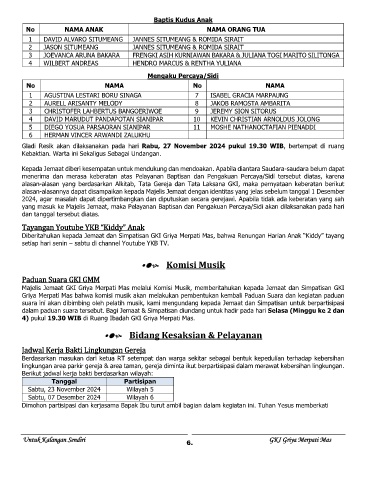 Baptis Kudus Anak
No NAMA ANAK NAMA ORANG TUA
1 DAVID ALVARO SITUMEANG JANNES SITUMEANG & ROMIDA SIRAIT
2 JASON SITUMEANG JANNES SITUMEANG & ROMIDA SIRAIT
3 JOEVANCA ARUNA BAKARA FRENGKI ASIH KURNIAWAN BAKARA & JULIANA TOGI MARITO SILITONGA
4 WILBERT ANDREAS HENDRO MARCUS & RENTHA YULIANA
Mengaku Percaya/Sidi
No NAMA No NAMA
1 AGUSTINA LESTARI BORU SINAGA 7 ISABEL GRACIA MARPAUNG
2 AURELL ARISANTY MELODY 8 JAKOB RAMOSTA AMBARITA
3 CHRISTOFER LAHFERTUS BANGOERIWOE 9 JEREMY SION SITORUS
4 DAVID MARUDUT PANDAPOTAN SIANIPAR 10 KEVIN CHRISTIAN ARNOLDUS JOLONG
5 DIEGO YOSUA PARSAORAN SIANIPAR 11 MOSHE NATHANOCTAFIAN PIENADDI
6 HERMAN VINCER ARWANDI ZALUKHU
Gladi Resik akan dilaksanakan pada hari Rabu, 27 November 2024 pukul 19.30 WIB, bertempat di ruang
Kebaktian. Warta ini Sekaligus Sebagai Undangan.
Kepada Jemaat diberi kesempatan untuk mendukung dan mendoakan. Apabila diantara Saudara-saudara belum dapat
menerima dan merasa keberatan atas Pelayanan Baptisan dan Pengakuan Percaya/Sidi tersebut diatas, karena
alasan-alasan yang berdasarkan Alkitab, Tata Gereja dan Tata Laksana GKI, maka pernyataan keberatan berikut
alasan-alasannya dapat disampaikan kepada Majelis Jemaat dengan identitas yang jelas sebelum tanggal 1 Desember
2024, agar masalah dapat dipertimbangkan dan diputuskan secara gerejawi. Apabila tidak ada keberatan yang sah
yang masuk ke Majelis Jemaat, maka Pelayanan Baptisan dan Pengakuan Percaya/Sidi akan dilaksanakan pada hari
dan tanggal tersebut diatas.
Tayangan Youtube YKB "Kiddy" Anak
Diberitahukan kepada Jemaat dan Simpatisan GKI Griya Merpati Mas, bahwa Renungan Harian Anak "Kiddy" tayang
setiap hari senin – sabtu di channel Youtube YKB TV.
Komisi Musik
Paduan Suara GKI GMM
Majelis Jemaat GKI Griya Merpati Mas melalui Komisi Musik, memberitahukan kepada Jemaat dan Simpatisan GKI
Griya Merpati Mas bahwa komisi musik akan melakukan pembentukan kembali Paduan Suara dan kegiatan paduan
suara ini akan dibimbing oleh pelatih musik, kami mengundang kepada Jemaat dan Simpatisan untuk berpartisipasi
dalam paduan suara tersebut. Bagi Jemaat & Simpatisan diundang untuk hadir pada hari Selasa (Minggu ke 2 dan
4) pukul 19.30 WIB di Ruang Ibadah GKI Griya Merpati Mas.
Bidang Kesaksian & Pelayanan
Jadwal Kerja Bakti Lingkungan Gereja
Berdasarkan masukan dari ketua RT setempat dan warga sekitar sebagai bentuk kepedulian terhadap kebersihan
lingkungan area parkir gereja & area taman, gereja diminta ikut berpartisipasi dalam merawat kebersihan lingkungan.
Berikut jadwal kerja bakti berdasarkan wilayah:
Tanggal Partisipan
Sabtu, 23 November 2024 Wilayah 5
Sabtu, 07 Desember 2024 Wilayah 6
Dimohon partisipasi dan kerjasama Bapak Ibu turut ambil bagian dalam kegiatan ini. Tuhan Yesus memberkati
Untuk Kalangan Sendiri 6. GKI Griya Merpati Mas